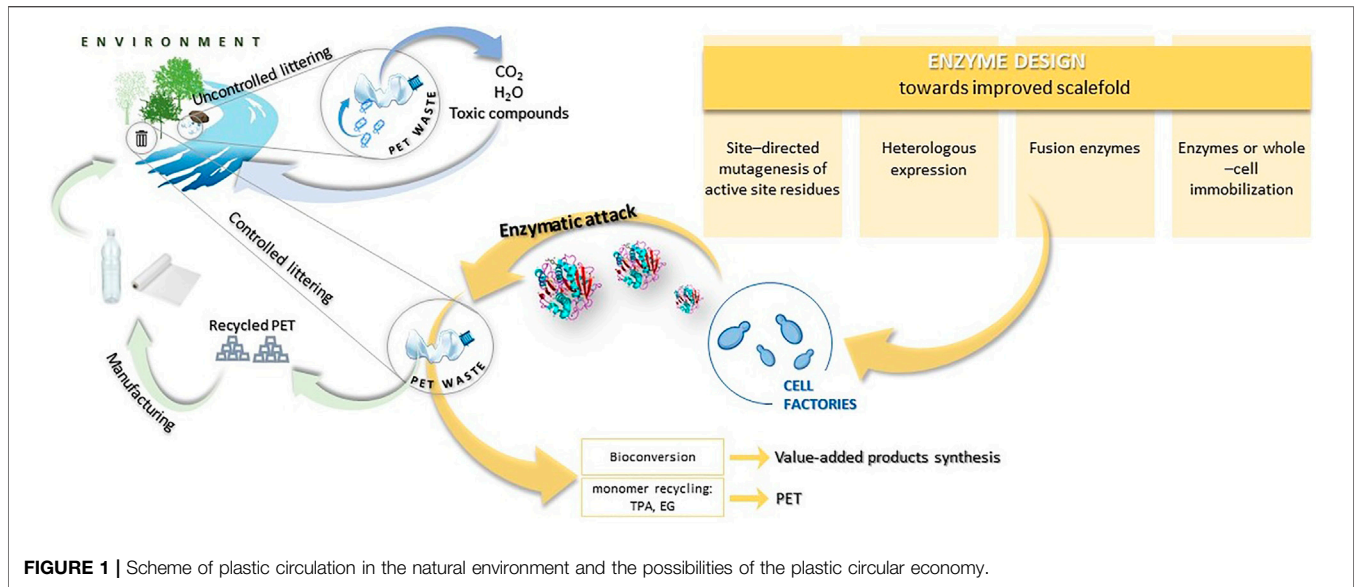 ENVIRONMENT
Uncontrolled littering
PET WASTE
CO₂
H₂O
Toxic compounds
ENZYME DESIGN
towards improved scalefold
Site–directed
mutagenesis of
active site residues
Heterologous
expression
Fusion enzymes
Enzymes or whole
–cell
immobilization
Controlled littering
Enzymatic attack
Recycled PET
Manufacturing
PET WASTE
CELL
FACTORIES
Bioconversion
Value-added products synthesis
monomer recycling:
TPA, EG
PET
FIGURE 1 | Scheme of plastic circulation in the natural environment and the possibilities of the plastic circular economy.